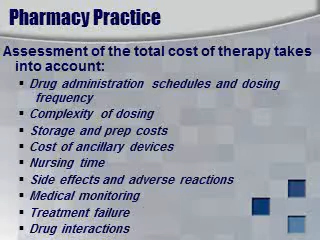 Pharmacy Practice
Assessment of the total cost of therapy takes
into account:
▪ Drug administration schedules and dosing
frequency
▪ Complexity of dosing
▪ Storage and prep costs
▪ Cost of ancillary devices
▪ Nursing time
▪ Side effects and adverse reactions
▪ Medical monitoring
▪ Treatment failure
▪ Drug interactions